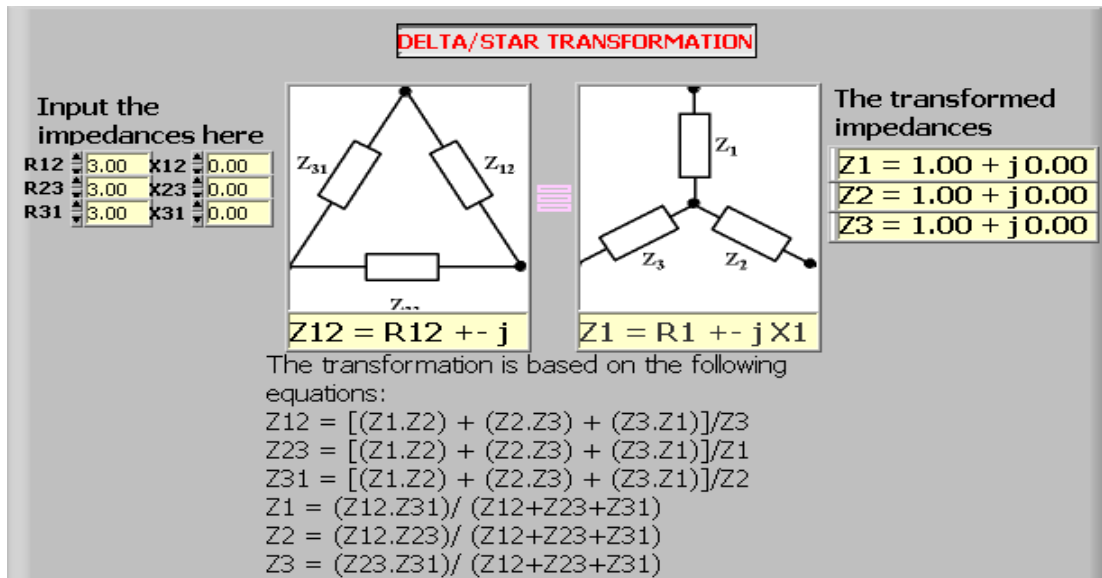 DELTA/STAR TRANSFORMATION
Input the
impedances here
R12 3.00 X12 0.00
R23 3.00 X23 0.00
R31 3.00 X31 0.00
Z31
Z12
Z12 = R12 +- j
Z1
Z3
Z2
Z1 = R1 +- j X1
The transformed
impedances
Z1 = 1.00 + j 0.00
Z2 = 1.00 + j 0.00
Z3 = 1.00 + j 0.00
The transformation is based on the following
equations:
Z12 = [(Z1.Z2) + (Z2.Z3) + (Z3.Z1)]/Z3
Z23 = [(Z1.Z2) + (Z2.Z3) + (Z3.Z1)]/Z1
Z31 = [(Z1.Z2) + (Z2.Z3) + (Z3.Z1)]/Z2
Z1 = (Z12.Z31)/ (Z12+Z23+Z31)
Z2 = (Z12.Z23)/ (Z12+Z23+Z31)
Z3 = (Z23.Z31)/ (Z12+Z23+Z31)